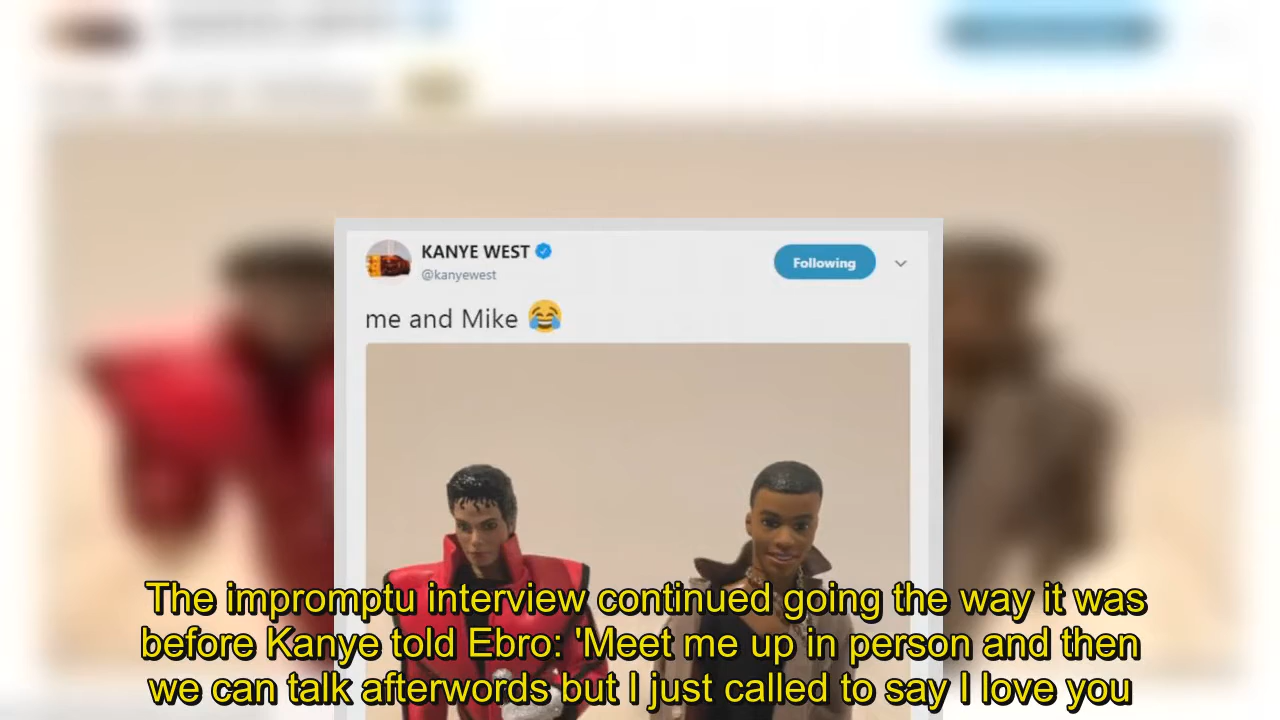 KANYE WEST
@kanyewest
Following
me and Mike 😂
The impromptu interview continued going the way it was
before Kanye told Ebro: 'Meet me up in person and then
we can talk afterwords but I just called to say I love you